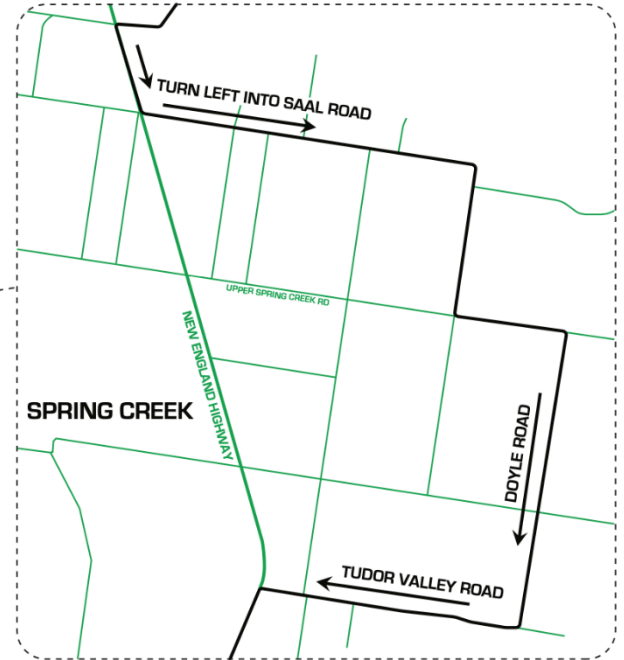 TURN LEFT INTO SAAL ROAD
UPPER SPRING CREEK RD
NEW ENGLAND HIGHWAY
SPRING CREEK
DOYLE ROAD
TUDOR VALLEY ROAD